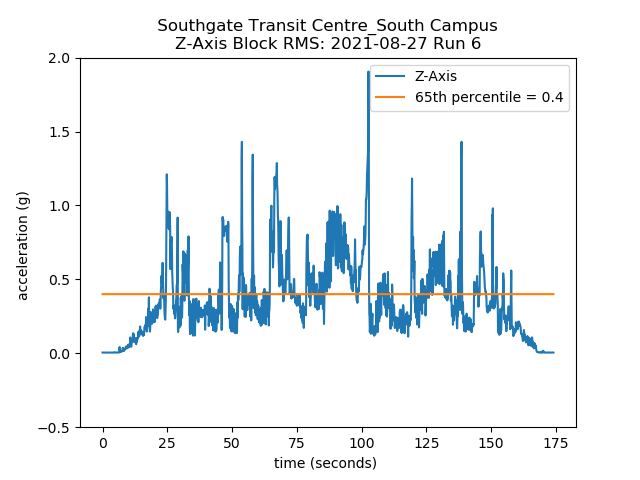 Southgate Transit Centre_South Campus
Z-Axis Block RMS: 2021-08-27 Run 6
Z-Axis
65th percentile = 0.4
acceleration (g)
2.0
1.5
1.0
0.5
0.0
−0.5
0 25 50 75 100 125 150 175
time (seconds)